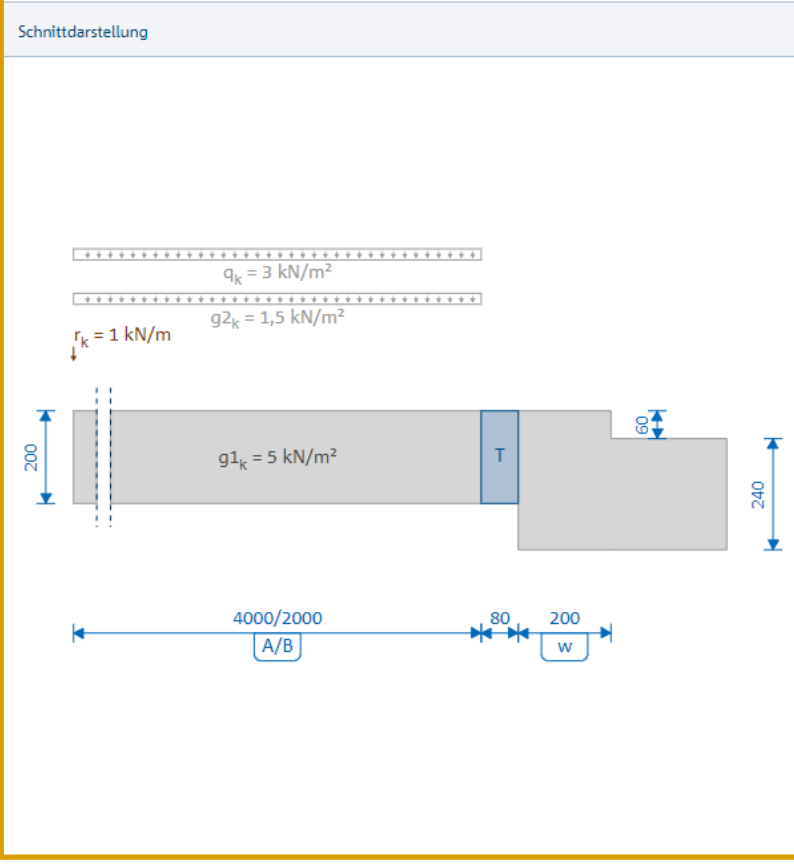 Schnittdarstellung
qk = 3 kN/m²
g2k = 1,5 kN/m²
rk = 1 kN/m
200
g1k = 5 kN/m²
T
60
240
4000/2000
80
200
A/B
w